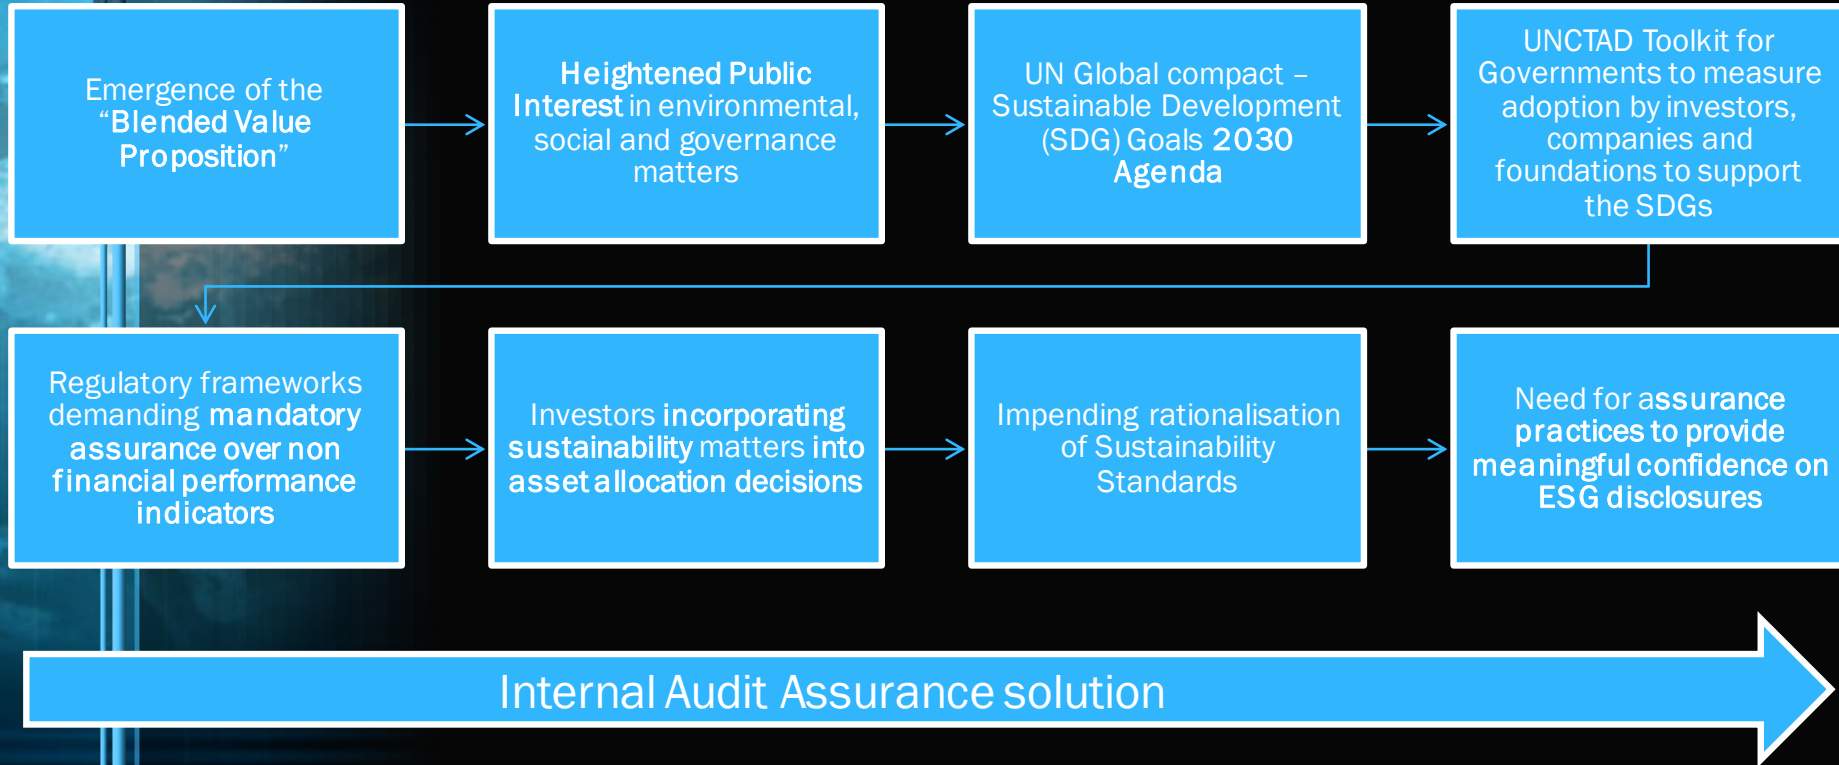 Emergence of the
“Blended Value
Proposition”
Heightened Public
Interest in environmental,
social and governance
matters
UN Global compact –
Sustainable Development
(SDG) Goals 2030
Agenda
UNCTAD Toolkit for
Governments to measure
adoption by investors,
companies and
foundations to support
the SDGs
Regulatory frameworks
demanding mandatory
assurance over non
financial performance
indicators
Investors incorporating
sustainability matters into
asset allocation decisions
Impending rationalisation
of Sustainability
Standards
Need for assurance
practices to provide
meaningful confidence on
ESG disclosures
Internal Audit Assurance solution